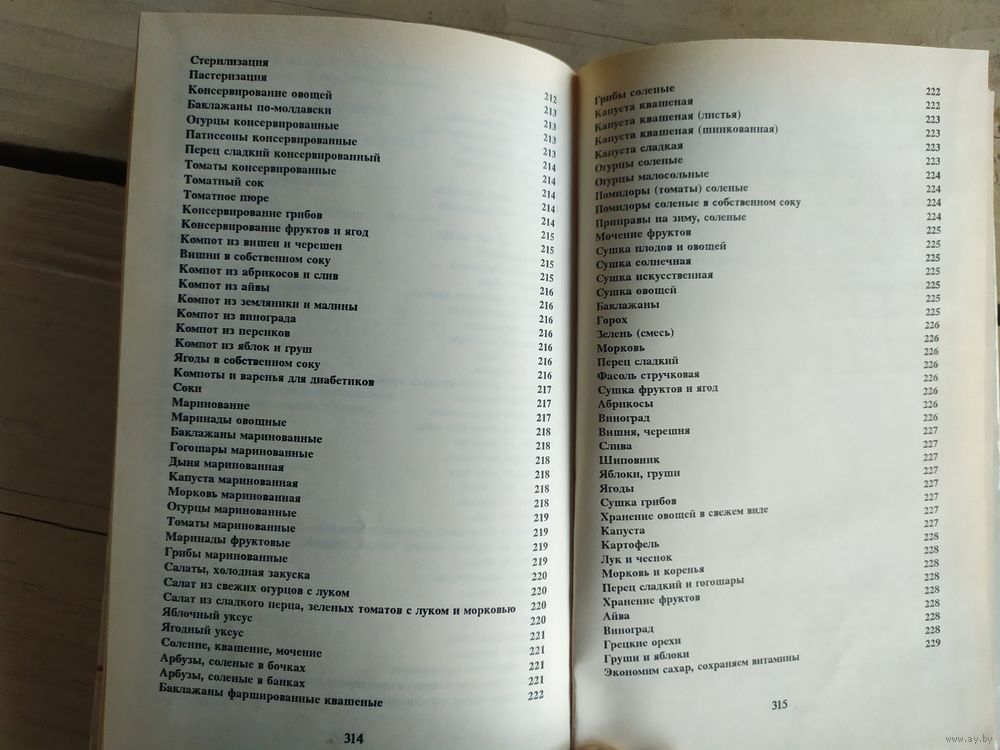 Стерилизация 212
Пастеризация 213
Консервирование овощей 213
Баклажаны по-молдавски 213
Огурцы консервированные 213
Патиссоны консервированные 214
Перец сладкий консервированный 214
Томаты консервированные 214
Томатный сок 214
Томатное пюре 214
Консервирование грибов 215
Консервирование фруктов и ягод 215
Компот из вишен и черешен 215
Вишни в собственном соку 215
Компот из абрикосов и слив 216
Компот из айвы 216
Компот из земляники и малины 216
Компот из винограда 216
Компот из персиков 216
Компот из яблок и груш 216
Ягоды в собственном соку 216
Компоты и варенья для диабетиков 217
Соки 217
Маринование 217
Маринады овощные 218
Баклажаны маринованные 218
Гогошары маринованные 218
Дыня маринованная 218
Капуста маринованная 218
Морковь маринованная 218
Огурцы маринованные 219
Томаты маринованные 219
Маринады фруктовые 219
Грибы маринованные 219
Салаты, холодная закуска 220
Салат из свежих огурцов с луком 220
Салат из сладкого перца, зеленых томатов с луком и морковью 220
Яблочный уксус 220
Ягодный уксус 221
Соление, квашение, мочение 221
Арбузы, соленые в бочках 221
Арбузы, соленые в банках 221
Баклажаны фаршированные квашеные 222
314
Грибы соленые 222
Капуста квашеная 222
Капуста квашеная (листья) 223
Капуста квашеная (шинкованная) 223
Капуста сладкая 223
Огурцы соленые 223
Огурцы малосольные 224
Помидоры (томаты) соленые 224
Помидоры соленые в собственном соку 224
Приправы на зиму, соленые 224
Мочение фруктов 225
Сушка плодов и овощей 225
Сушка солнечная 225
Сушка искусственная 225
Сушка овощей 225
Баклажаны 225
Горох 225
Зелень (смесь) 226
Морковь 226
Перец сладкий 226
Фасоль стручковая 226
Сушка фруктов и ягод 226
Абрикосы 226
Виноград 226
Вишня, черешня 226
Слива 227
Шиповник 227
Яблоки, груши 227
Ягоды 227
Сушка грибов 227
Хранение овощей в свежем виде 227
Капуста 227
Картофель 227
Лук и чеснок 228
Морковь и коренья 228
Перец сладкий и гогошары 228
Хранение фруктов 228
Айва 228
Виноград 228
Грецкие орехи 228
Груши и яблоки 228
Экономим сахар, сохраняем витамины 229
315
www.ay.by